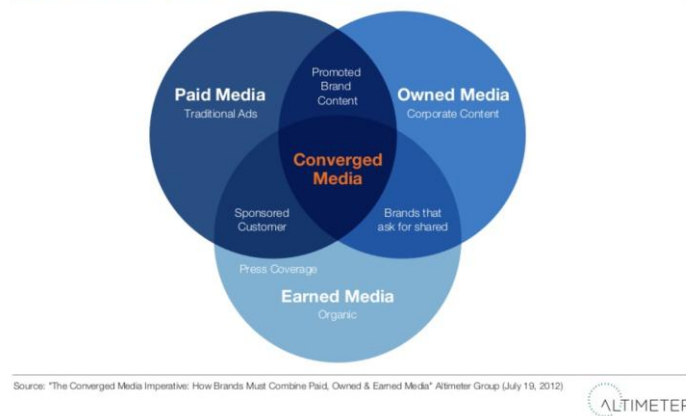 Promoted
Brand
Content
Paid Media
Traditional Ads
Owned Media
Corporate Content
Converged
Media
Sponsored
Customer
Brands that
ask for shared
Press Coverage
Earned Media
Organic
Source: "The Converged Media Imperative: How Brands Must Combine Paid, Owned & Earned Media" Altimeter Group (July 19, 2012)
ALTIMETER